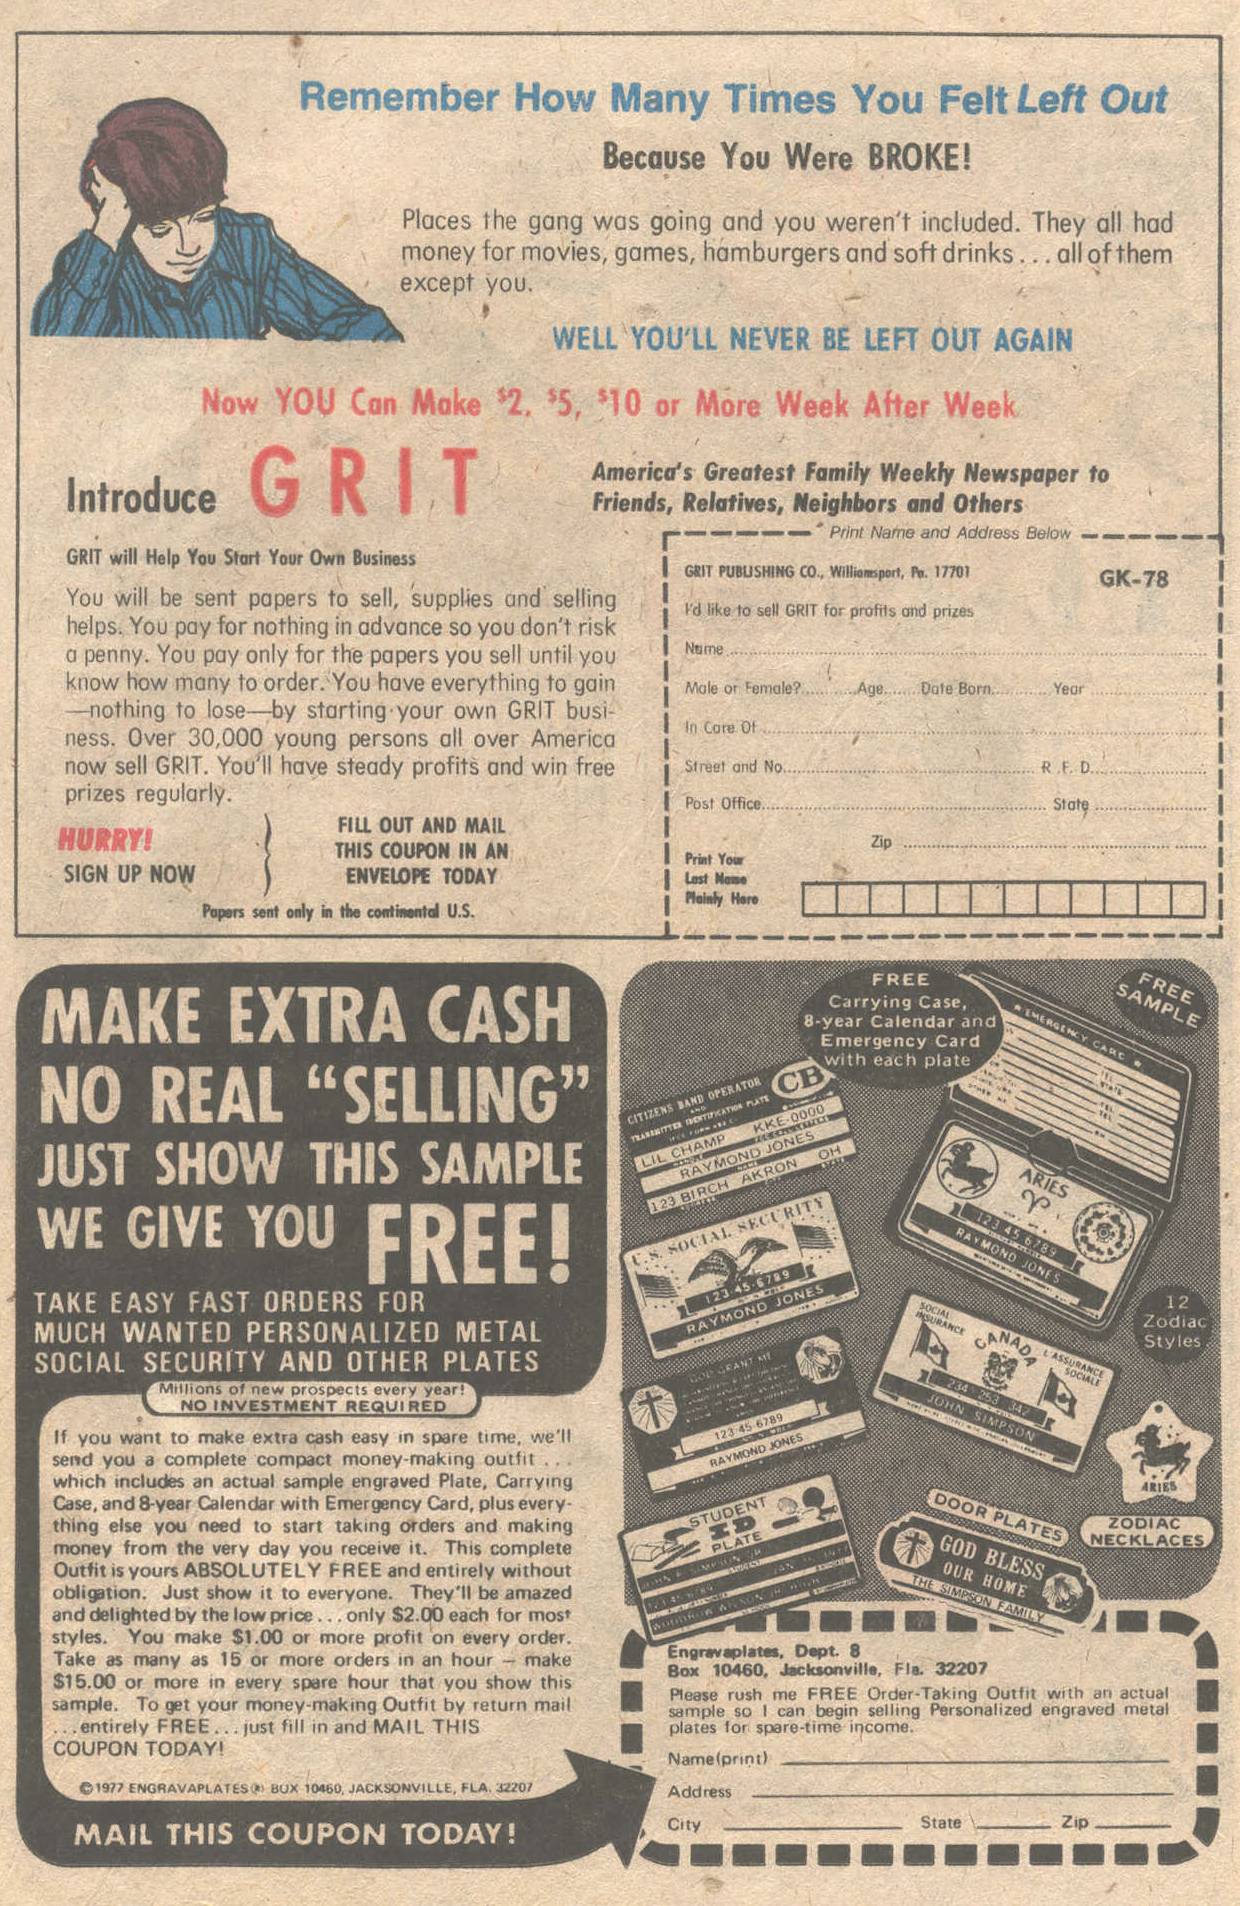 Remember How Many Times You Felt Left Out
Because You Were BROKE!
Places the gang was going and you weren't included. They all had
money for movies, games, hamburgers and soft drinks . . . all of them
except you.
WELL YOU'LL NEVER BE LEFT OUT AGAIN
Now YOU Can Make $2, $5, $10 or More Week After Week
Introduce GRIT
America's Greatest Family Weekly Newspaper to
Friends, Relatives, Neighbors and Others
GRIT will Help You Start Your Own Business
You will be sent papers to sell, supplies and selling
helps. You pay for nothing in advance so you don't risk
a penny. You pay only for the papers you sell until you
know how many to order. You have everything to gain
—nothing to lose—by starting your own GRIT busi-
ness. Over 30,000 young persons all over America
now sell GRIT. You'll have steady profits and win free
prizes regularly.
HURRY!
SIGN UP NOW
FILL OUT AND MAIL
THIS COUPON IN AN
ENVELOPE TODAY
Papers sent only in the continental U.S.
Print Name and Address Below
GRIT PUBLISHING CO., Williamsport, Pa. 17701
GK-78
I'd like to sell GRIT for profits and prizes
Name
Male or Female? Age Date Born Year
In Care Of
Street and No. R.F.D.
Post Office State
Zip
Print Your
Last Name
Plainly Here
MAKE EXTRA CASH
NO REAL “SELLING”
JUST SHOW THIS SAMPLE
WE GIVE YOU FREE!
TAKE EASY FAST ORDERS FOR
MUCH WANTED PERSONALIZED METAL
SOCIAL SECURITY AND OTHER PLATES
Millions of new prospects every year!
NO INVESTMENT REQUIRED
If you want to make extra cash easy in spare time, we'll
send you a complete compact money-making outfit . . .
which includes an actual sample engraved Plate, Carrying
Case, and 8-year Calendar with Emergency Card, plus every-
thing else you need to start taking orders and making
money from the very day you receive it. This complete
Outfit is yours ABSOLUTELY FREE and entirely without
obligation. Just show it to everyone. They'll be amazed
and delighted by the low price . . . only $2.00 each for most
styles. You make $1.00 or more profit on every order.
Take as many as 15 or more orders in an hour — make
$15.00 or more in every spare hour that you show this
sample. To get your money-making Outfit by return mail
. . . entirely FREE . . . just fill in and MAIL THIS
COUPON TODAY!
©1977 ENGRAVAPLATES® BOX 10460, JACKSONVILLE, FLA. 32207
MAIL THIS COUPON TODAY!
FREE
Carrying Case,
8-year Calendar and
Emergency Card
with each plate
FREE
SAMPLE
★ EMERGENCY CARE ★
CITIZENS BAND OPERATOR
CB
AND
TRANSMITTER IDENTIFICATION PLATE
LIL CHAMP KKE-0000
RAYMOND JONES
123 BIRCH AKRON OH
ARIES
123 45 6789
RAYMOND JONES
U.S. SOCIAL SECURITY
123-45-6789
RAYMOND JONES
12
Zodiac
Styles
SOCIAL
INSURANCE
CANADA
L'ASSURANCE
SOCIALE
234 253 342
JOHN SIMPSON
GOD GRANT ME
123-45-6789
RAYMOND JONES
ARIES
ZODIAC
NECKLACES
STUDENT
ID
PLATE
DOOR PLATES
GOD BLESS
OUR HOME
THE SIMPSON FAMILY
Engravaplates, Dept. 8
Box 10460, Jacksonville, Fla. 32207
Please rush me FREE Order-Taking Outfit with an actual
sample so I can begin selling Personalized engraved metal
plates for spare-time income.
Name(print)
Address
City State Zip